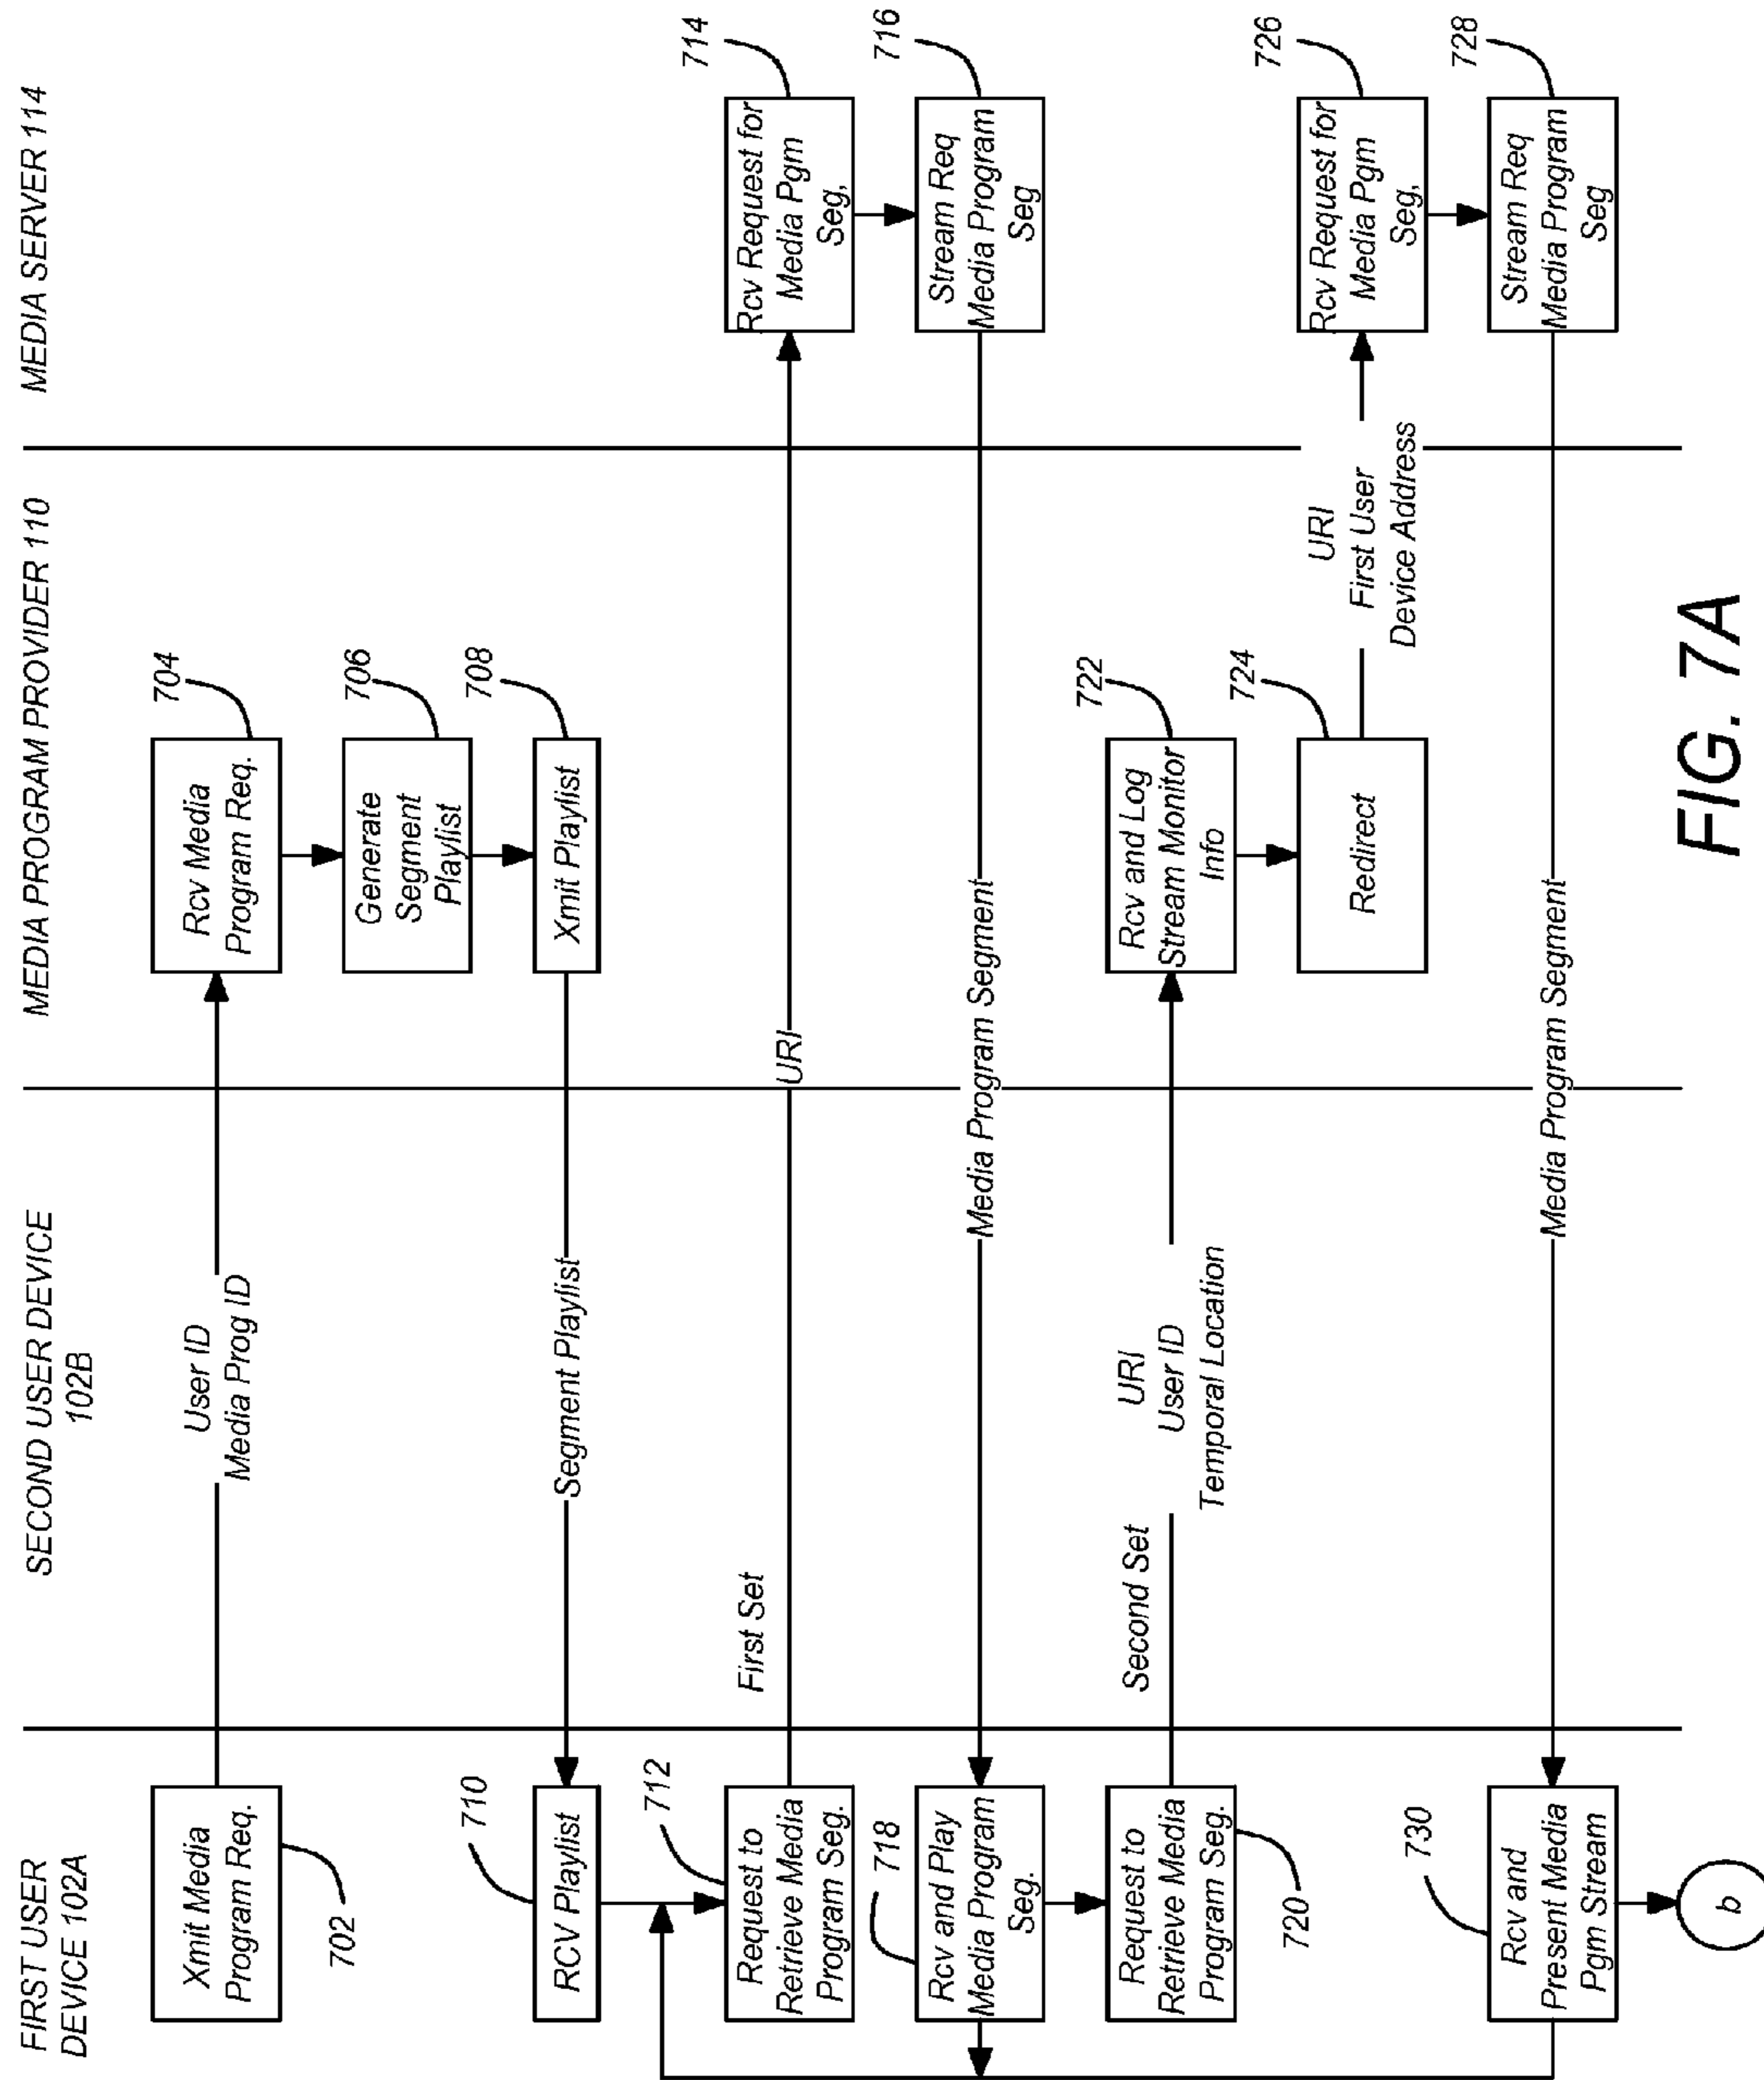 FIRST USER
DEVICE 102A
SECOND USER DEVICE
102B
MEDIA PROGRAM PROVIDER 110
MEDIA SERVER 114
Xmit Media
Program Req.
702
User ID
Media Prog ID
Rcv Media
Program Req.
704
Generate
Segment
Playlist
706
Xmit Playlist
708
Segment Playlist
RCV Playlist
710
Request to
Retrieve Media
Program Seg.
712
First Set
URI
Rcv Request for
Media Pgm
Seg,
714
Stream Req
Media Program
Seg
716
Media Program Segment
Rcv and Play
Media Program
Seg.
718
Request to
Retrieve Media
Program Seg.
720
Second Set
URI
User ID
Temporal Location
Rcv and Log
Stream Monitor
Info
722
Redirect
724
URI
First User
Device Address
Rcv Request for
Media Pgm
Seg,
726
Stream Req
Media Program
Seg
728
Media Program Segment
Rcv and
Present Media
Pgm Stream
730
b
FIG. 7A